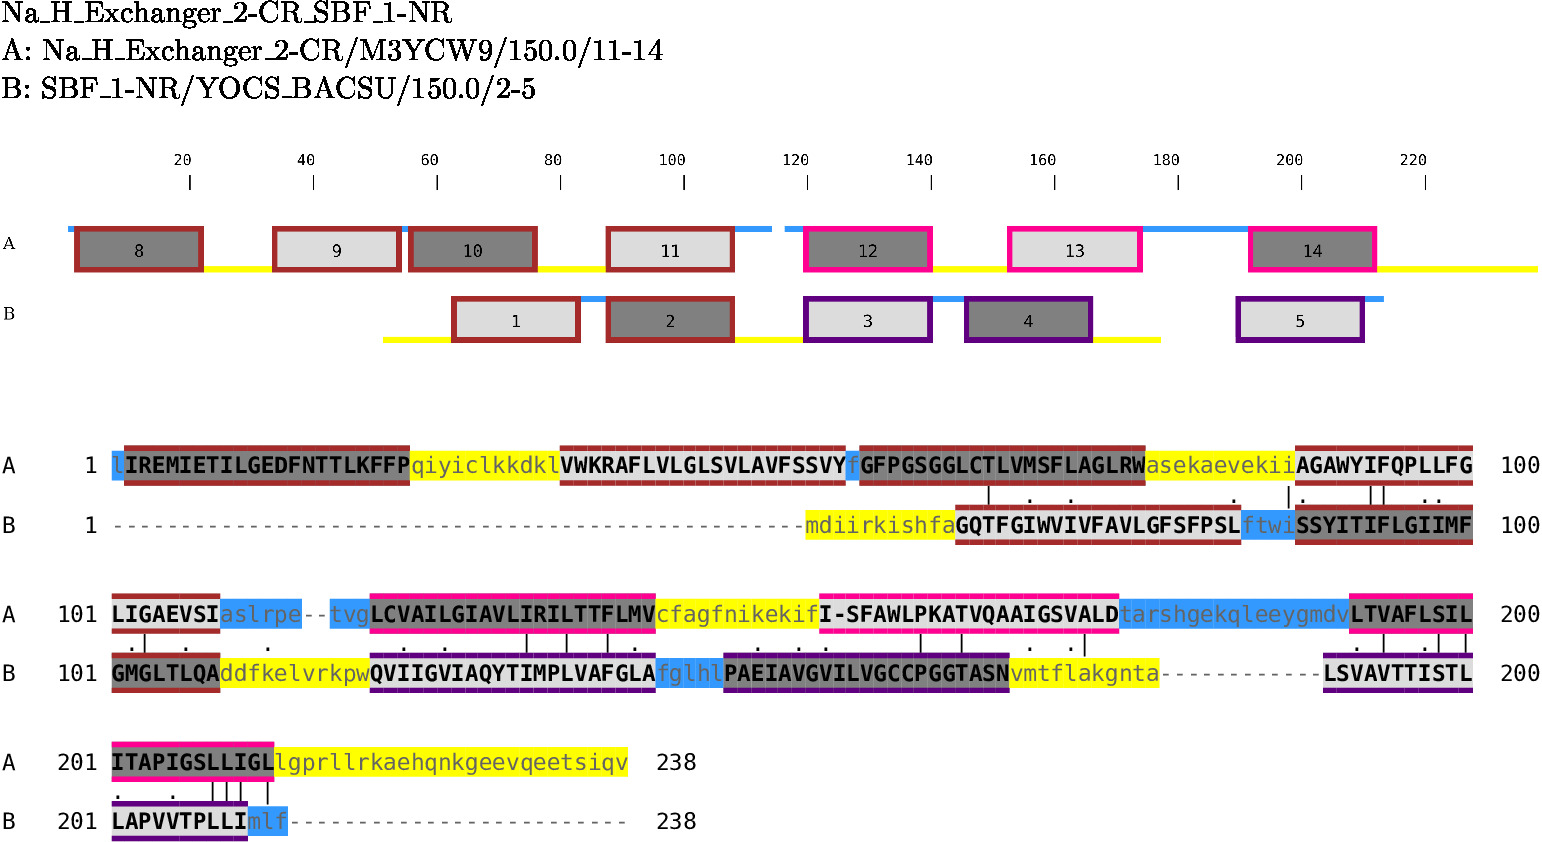 Na_H_Exchanger_2-CR_SBF_1-NR
A: Na_H_Exchanger_2-CR/M3YCW9/150.0/11-14
B: SBF_1-NR/YOCS_BACSU/150.0/2-5
20 40 60 80 100 120 140 160 180 200 220
A 8 9 10 11 12 13 14
B 1 2 3 4 5
A 1 lIREMIETILGEDFNTTLKFFPqiyiclkkdklVWKRAFLVLGLSVLAVFSSVYfGFPGSGGLCTLVMSFLAGLRWasekaevekiiAGAWYIFQPLLFG 100
B 1 ---------------------------------------------------mdiirkishfaGQTFGIWVIVFAVLGFSFPSLftwiSSYITIFLGIIMF 100
A 101 LIGAEVSIaslrpe--tvgLCVAILGIAVLIRILTTFLMVcfagfnikekifI-SFAWLPKATVQAAIGSVALDtarshgekqleeygmdvLTVAFLSIL 200
B 101 GMGLTLQAddfkelvrkpwQVIIGVIAQYTIMPLVAFGLAfglhlPAEIAVGVILVGCCPGGTASNvmtflakgnta------------LSVAVTTISTL 200
A 201 ITAPIGSLLIGLlgprllrkaehqnkgeevqeetsiqv 238
B 201 LAPVVTPLLImlf------------------------- 238